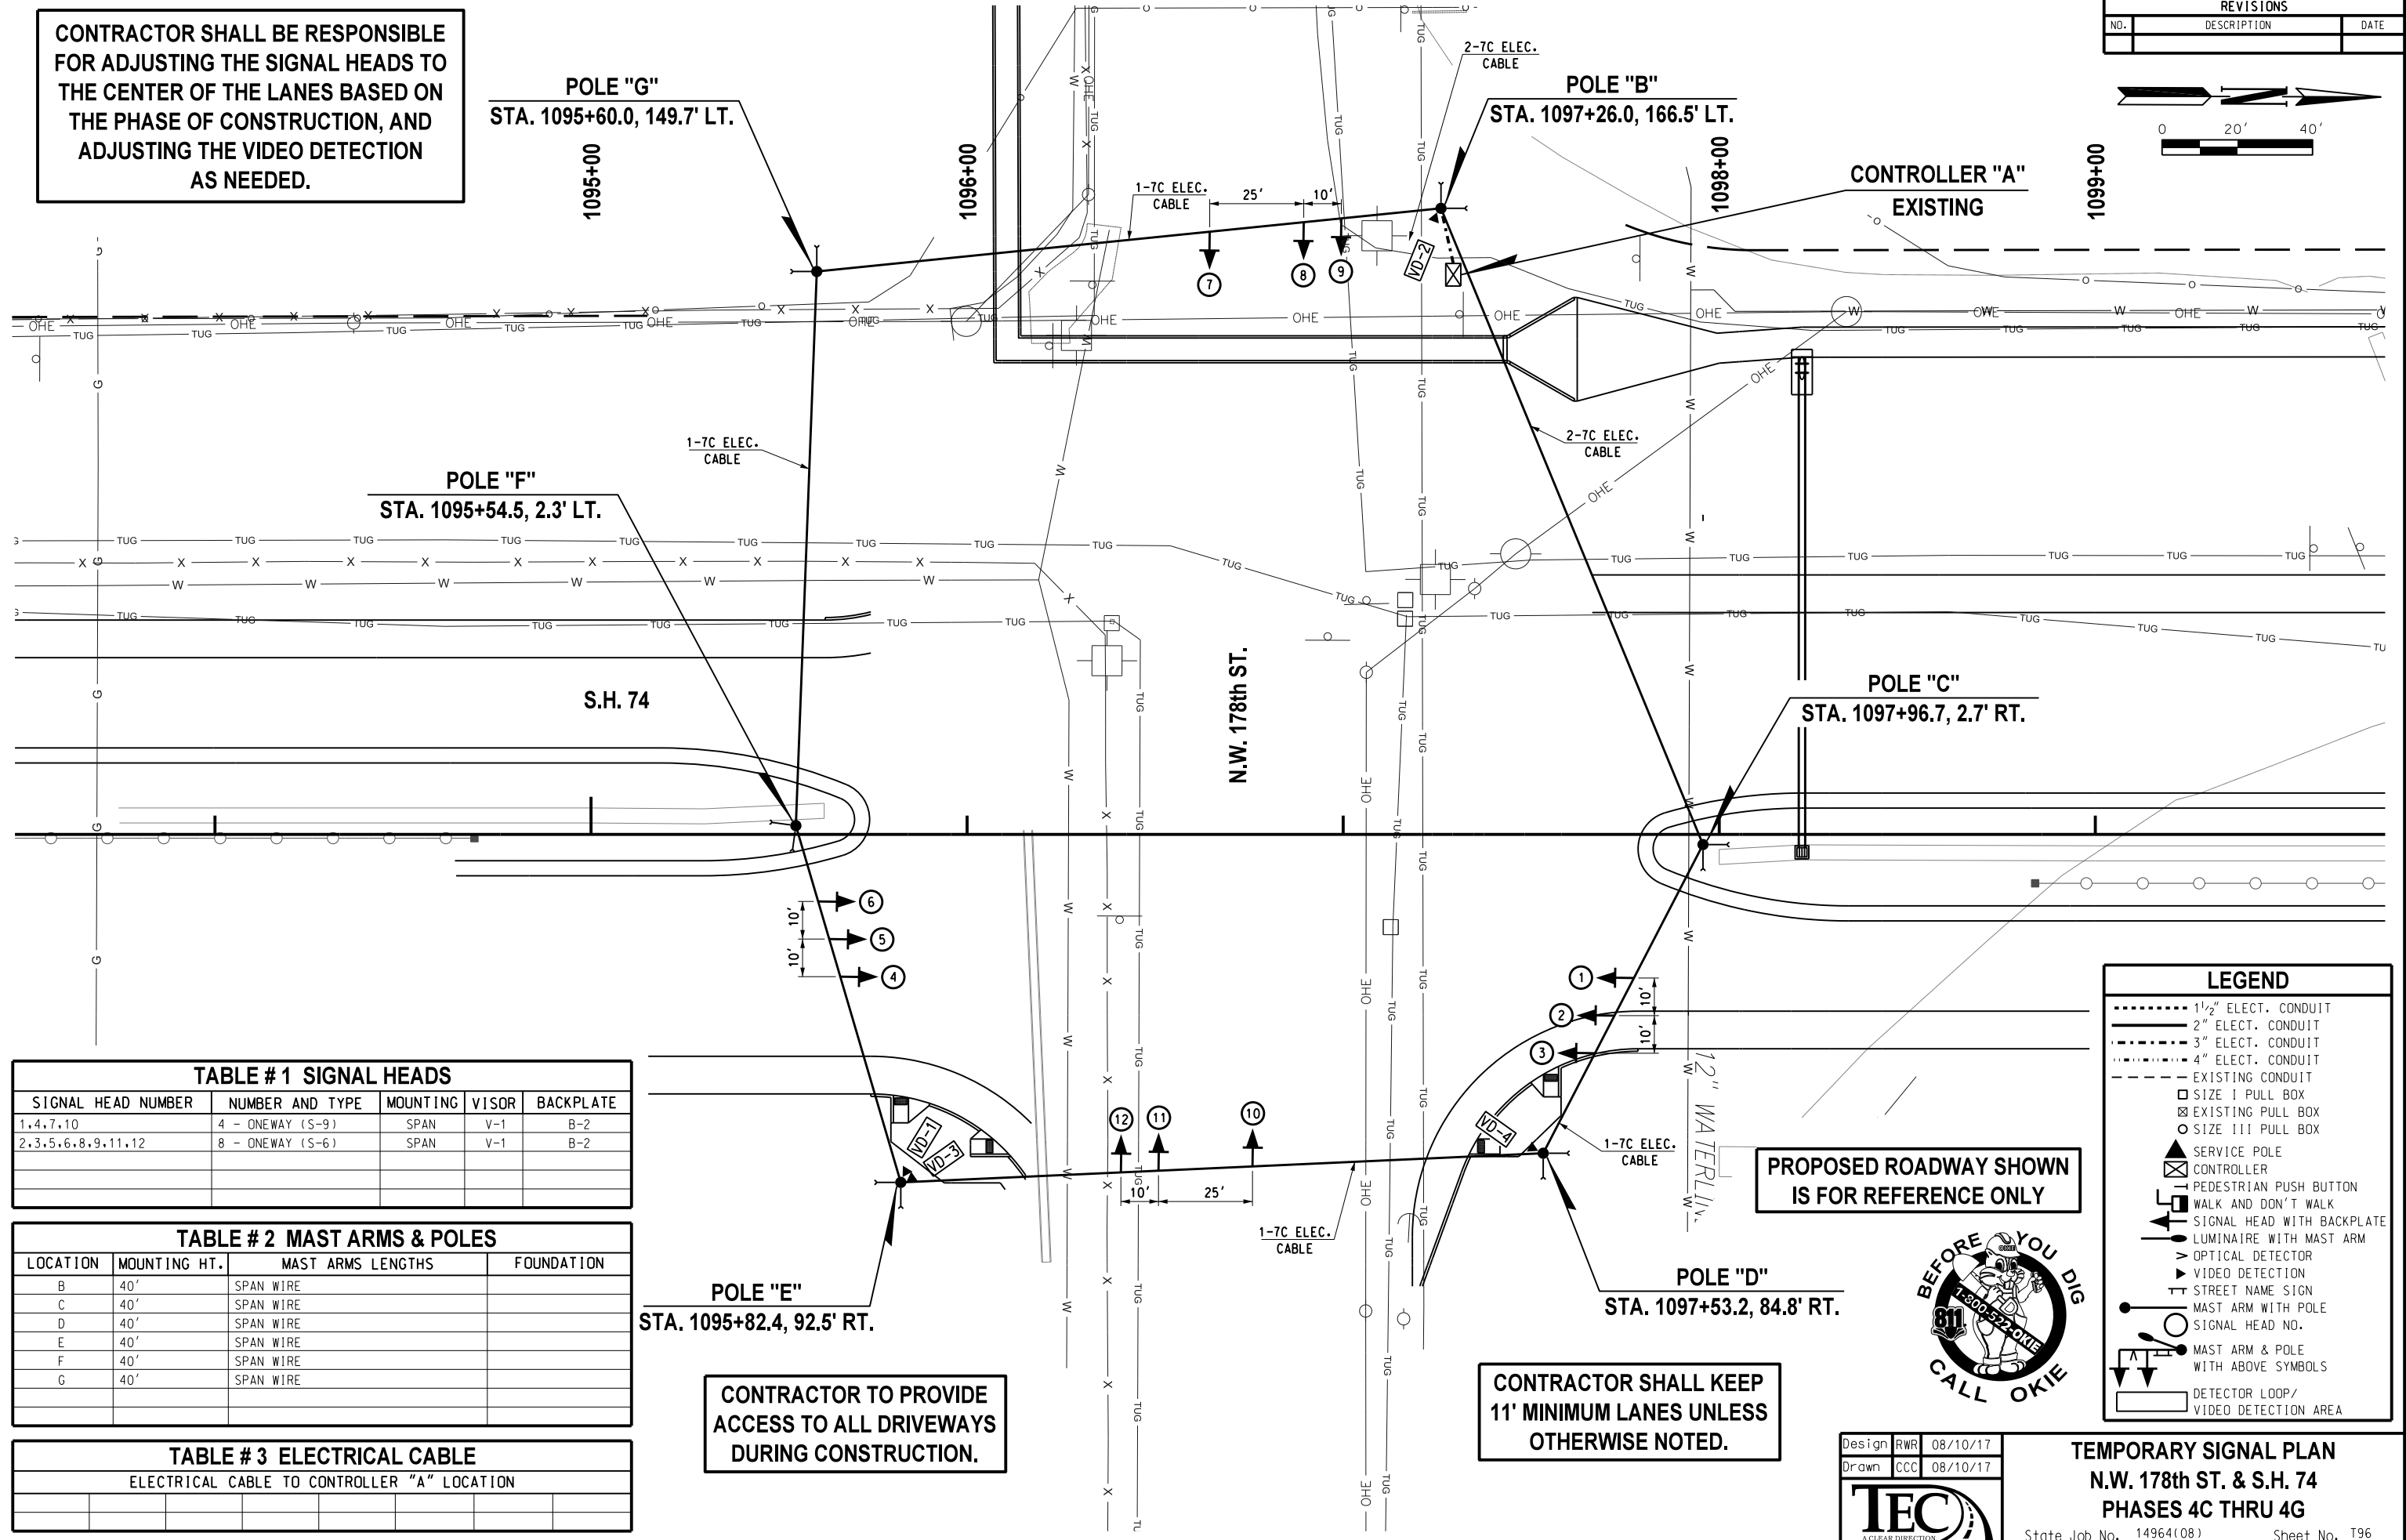 CONTRACTOR SHALL BE RESPONSIBLE
FOR ADJUSTING THE SIGNAL HEADS TO
THE CENTER OF THE LANES BASED ON
THE PHASE OF CONSTRUCTION, AND
ADJUSTING THE VIDEO DETECTION
AS NEEDED.
REVISIONS
NO. DESCRIPTION DATE
0 20' 40'
POLE "G"
STA. 1095+60.0, 149.7' LT.
2-7C ELEC.
CABLE
POLE "B"
STA. 1097+26.0, 166.5' LT.
CONTROLLER "A"
EXISTING
1095+00
1096+00
1098+00
1099+00
1-7C ELEC.
CABLE
25'
10'
7
8
9
VD-2
1-7C ELEC.
CABLE
2-7C ELEC.
CABLE
POLE "F"
STA. 1095+54.5, 2.3' LT.
S.H. 74
N.W. 178th ST.
POLE "C"
STA. 1097+96.7, 2.7' RT.
6
5
4
10'
10'
1
2
3
10'
10'
12
11
10
10'
25'
VD-1
VD-3
VD-4
1-7C ELEC.
CABLE
1-7C ELEC.
CABLE
PROPOSED ROADWAY SHOWN
IS FOR REFERENCE ONLY
POLE "E"
STA. 1095+82.4, 92.5' RT.
POLE "D"
STA. 1097+53.2, 84.8' RT.
CONTRACTOR TO PROVIDE
ACCESS TO ALL DRIVEWAYS
DURING CONSTRUCTION.
CONTRACTOR SHALL KEEP
11' MINIMUM LANES UNLESS
OTHERWISE NOTED.
TABLE # 1 SIGNAL HEADS
SIGNAL HEAD NUMBER NUMBER AND TYPE MOUNTING VISOR BACKPLATE
1,4,7,10 4 - ONEWAY (S-9) SPAN V-1 B-2
2,3,5,6,8,9,11,12 8 - ONEWAY (S-6) SPAN V-1 B-2
TABLE # 2 MAST ARMS & POLES
LOCATION MOUNTING HT. MAST ARMS LENGTHS FOUNDATION
B 40' SPAN WIRE
C 40' SPAN WIRE
D 40' SPAN WIRE
E 40' SPAN WIRE
F 40' SPAN WIRE
G 40' SPAN WIRE
TABLE # 3 ELECTRICAL CABLE
ELECTRICAL CABLE TO CONTROLLER "A" LOCATION
LEGEND
1 1/2" ELECT. CONDUIT
2" ELECT. CONDUIT
3" ELECT. CONDUIT
4" ELECT. CONDUIT
EXISTING CONDUIT
SIZE I PULL BOX
EXISTING PULL BOX
SIZE III PULL BOX
SERVICE POLE
CONTROLLER
PEDESTRIAN PUSH BUTTON
WALK AND DON'T WALK
SIGNAL HEAD WITH BACKPLATE
LUMINAIRE WITH MAST ARM
OPTICAL DETECTOR
VIDEO DETECTION
STREET NAME SIGN
MAST ARM WITH POLE
SIGNAL HEAD NO.
MAST ARM & POLE
WITH ABOVE SYMBOLS
DETECTOR LOOP/
VIDEO DETECTION AREA
BEFORE YOU DIG
811
1-800-522-OKIE
CALL OKIE
Design RWR 08/10/17
Drawn CCC 08/10/17
TEC
A CLEAR DIRECTION
TEMPORARY SIGNAL PLAN
N.W. 178th ST. & S.H. 74
PHASES 4C THRU 4G
State Job No. 14964(08) Sheet No. T96